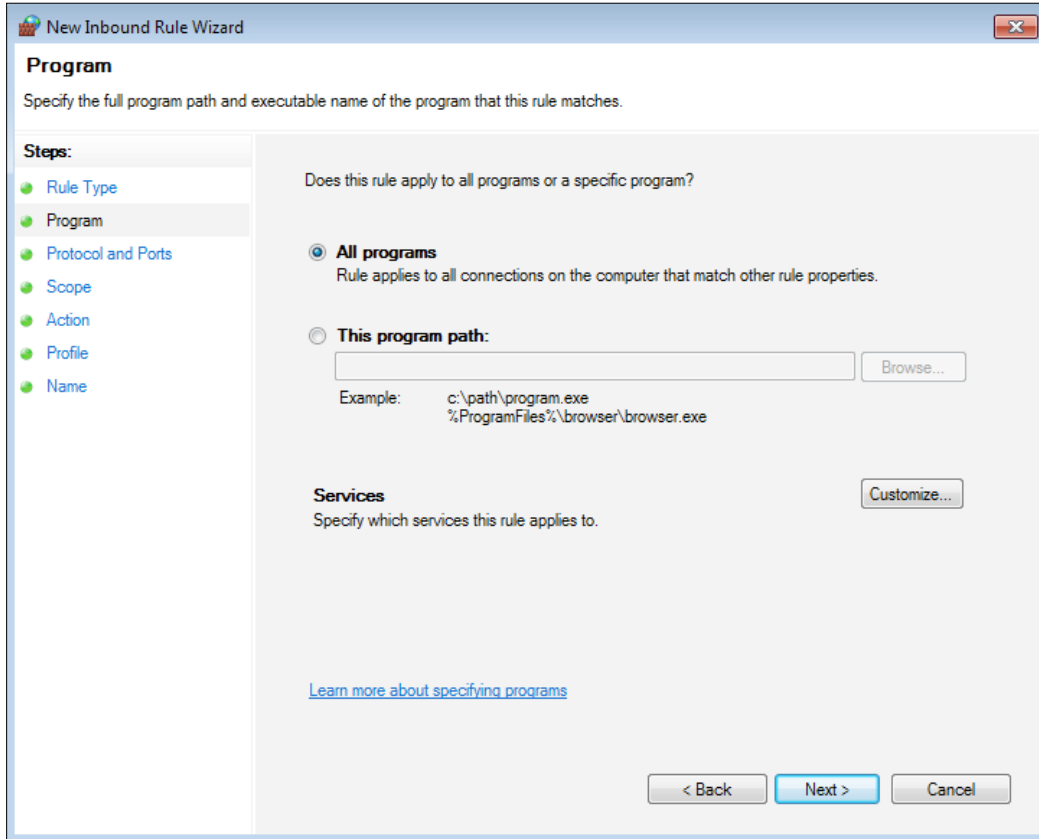 New Inbound Rule Wizard
Program
Specify the full program path and executable name of the program that this rule matches.
Steps:
Rule Type
Program
Protocol and Ports
Scope
Action
Profile
Name
Does this rule apply to all programs or a specific program?
All programs
Rule applies to all connections on the computer that match other rule properties.
This program path:
Browse...
Example: c:\path\program.exe
%ProgramFiles%\browser\browser.exe
Services
Customize...
Specify which services this rule applies to.
Learn more about specifying programs
< Back Next > Cancel